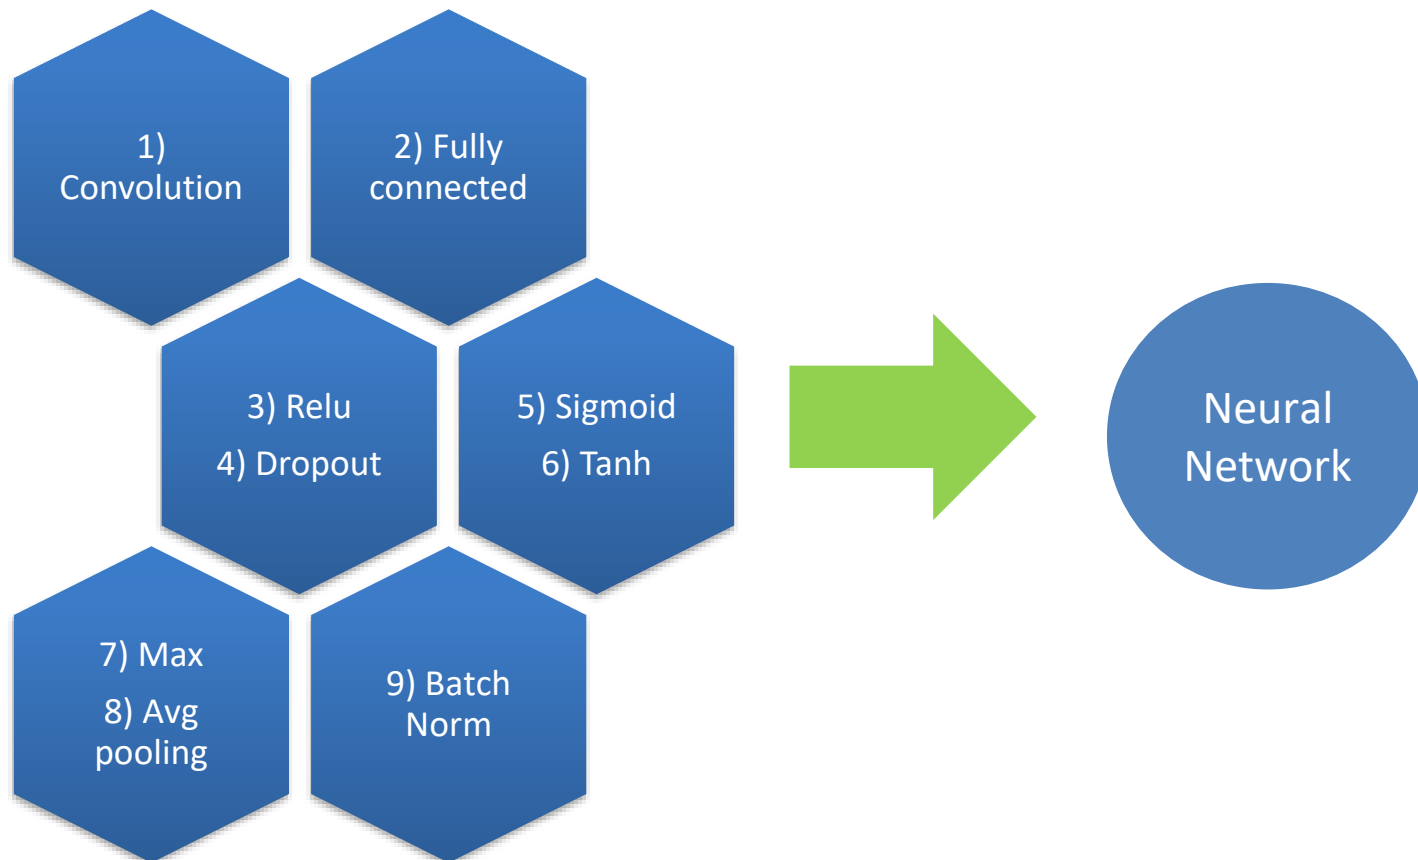 1)
Convolution
2) Fully
connected
3) Relu
4) Dropout
5) Sigmoid
6) Tanh
7) Max
8) Avg
pooling
9) Batch
Norm
Neural
Network